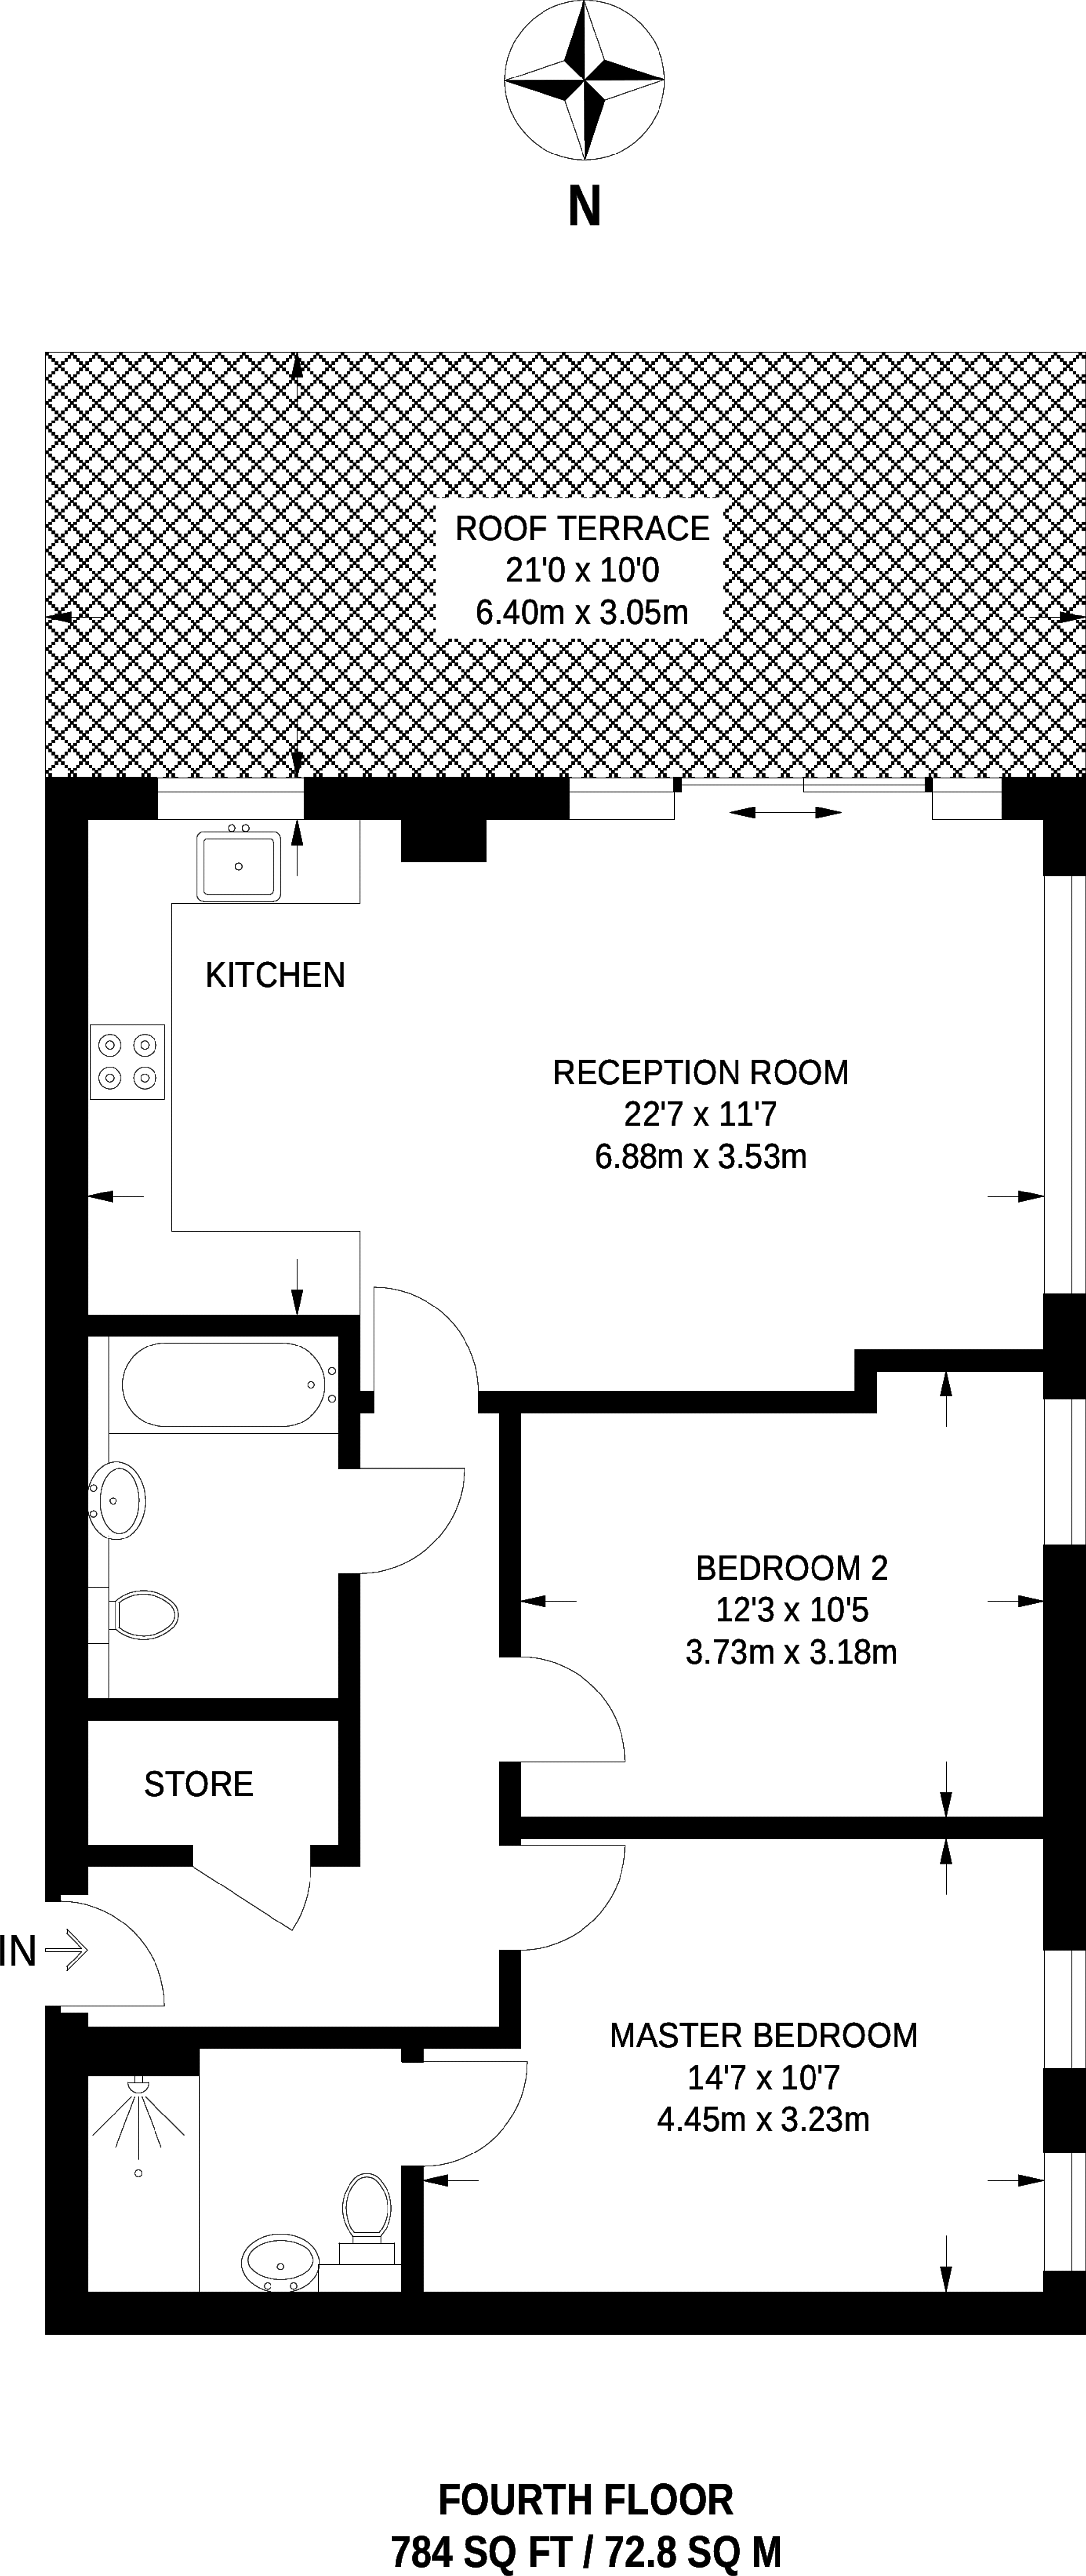 N
ROOF TERRACE
21'0 x 10'0
6.40m x 3.05m
KITCHEN
RECEPTION ROOM
22'7 x 11'7
6.88m x 3.53m
BEDROOM 2
12'3 x 10'5
3.73m x 3.18m
STORE
IN
MASTER BEDROOM
14'7 x 10'7
4.45m x 3.23m
FOURTH FLOOR
784 SQ FT / 72.8 SQ M